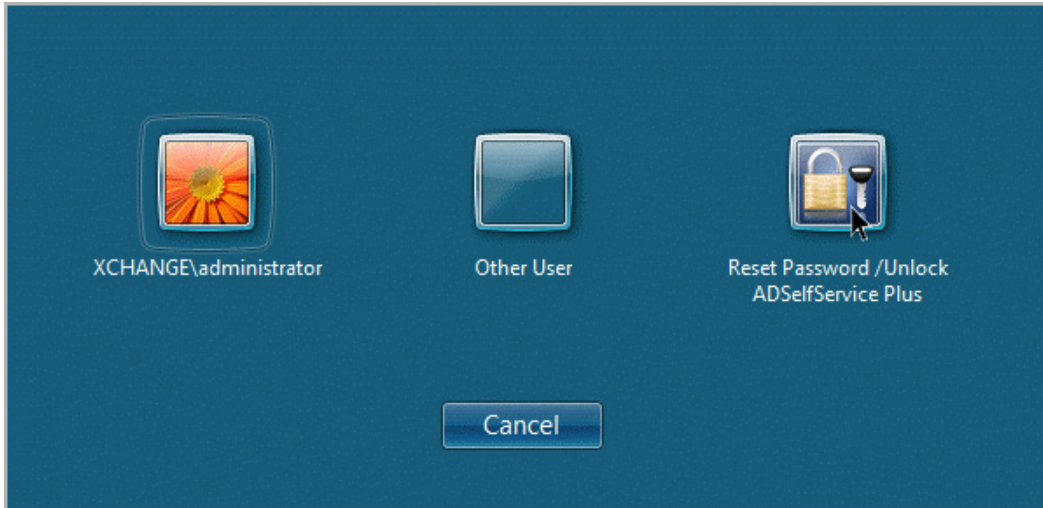 XCHANGE\administrator
Other User
Reset Password /Unlock
ADSelfService Plus
Cancel